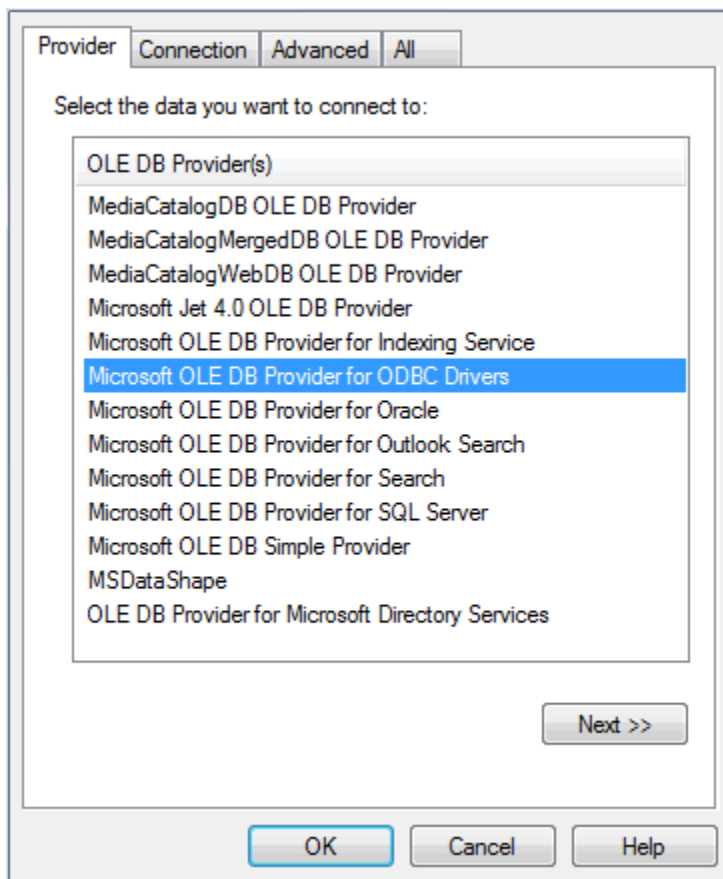 Provider Connection Advanced All
Select the data you want to connect to:
OLE DB Provider(s)
MediaCatalogDB OLE DB Provider
MediaCatalogMergedDB OLE DB Provider
MediaCatalogWebDB OLE DB Provider
Microsoft Jet 4.0 OLE DB Provider
Microsoft OLE DB Provider for Indexing Service
Microsoft OLE DB Provider for ODBC Drivers
Microsoft OLE DB Provider for Oracle
Microsoft OLE DB Provider for Outlook Search
Microsoft OLE DB Provider for Search
Microsoft OLE DB Provider for SQL Server
Microsoft OLE DB Simple Provider
MSDataShape
OLE DB Provider for Microsoft Directory Services
Next >>
OK Cancel Help